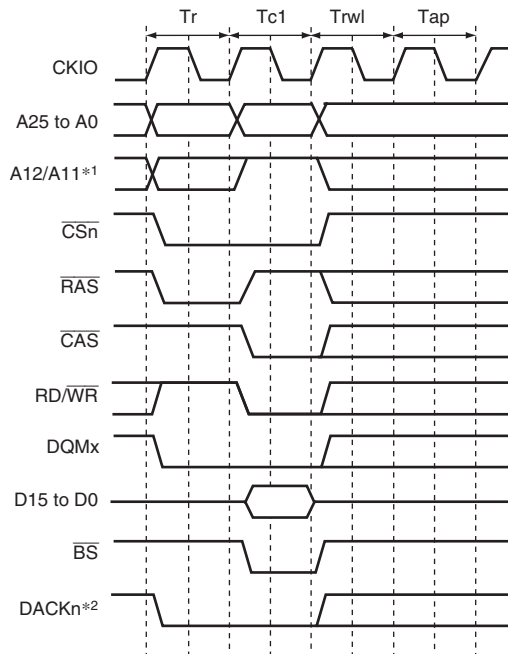 Tr Tc1 Trwl Tap
CKIO
A25 to A0
A12/A11*1
CSn
RAS
CAS
RD/WR
DQMx
D15 to D0
BS
DACKn*2